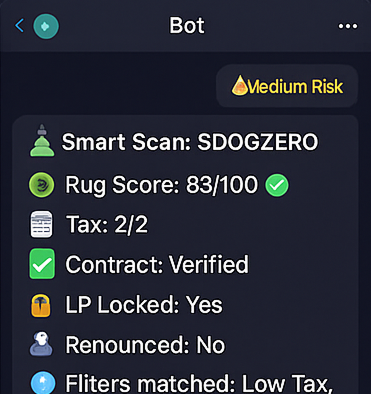 Bot
Medium Risk
Smart Scan: SDOGZERO
Rug Score: 83/100
Tax: 2/2
Contract: Verified
LP Locked: Yes
Renounced: No
Fliters matched: Low Tax,